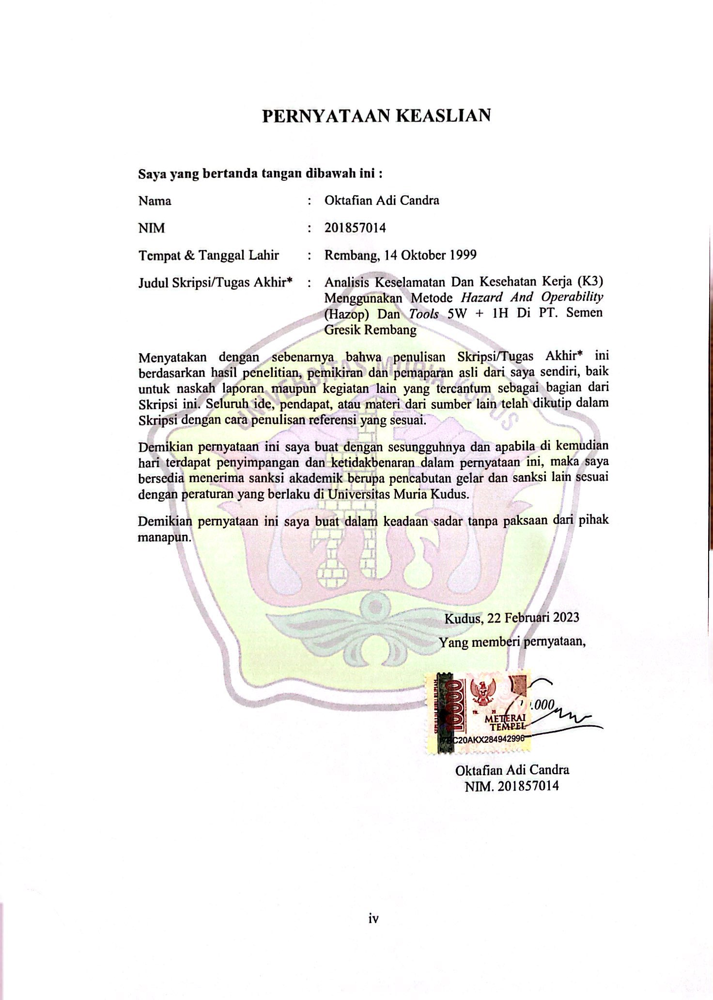 PERNYATAAN KEASLIAN
Saya yang bertanda tangan dibawah ini :
Nama : Oktafian Adi Candra
NIM : 201857014
Tempat & Tanggal Lahir : Rembang, 14 Oktober 1999
Judul Skripsi/Tugas Akhir* : Analisis Keselamatan Dan Kesehatan Kerja (K3)
Menggunakan Metode Hazard And Operability
(Hazop) Dan Tools 5W + 1H Di PT. Semen
Gresik Rembang
UNIVERSITAS MURIA KUDUS
Menyatakan dengan sebenarnya bahwa penulisan Skripsi/Tugas Akhir* ini
berdasarkan hasil penelitian, pemikiran dan pemaparan asli dari saya sendiri, baik
untuk naskah laporan maupun kegiatan lain yang tercantum sebagai bagian dari
Skripsi ini. Seluruh ide, pendapat, atau materi dari sumber lain telah dikutip dalam
Skripsi dengan cara penulisan referensi yang sesuai.
Demikian pernyataan ini saya buat dengan sesungguhnya dan apabila di kemudian
hari terdapat penyimpangan dan ketidakbenaran dalam pernyataan ini, maka saya
bersedia menerima sanksi akademik berupa pencabutan gelar dan sanksi lain sesuai
dengan peraturan yang berlaku di Universitas Muria Kudus.
Demikian pernyataan ini saya buat dalam keadaan sadar tanpa paksaan dari pihak
manapun.
Kudus, 22 Februari 2023
Yang memberi pernyataan,
SEPULUH RIBU RUPIAH
10000
.000
METERAI
TEMPEL
C20AKX284942996
Oktafian Adi Candra
NIM. 201857014
iv